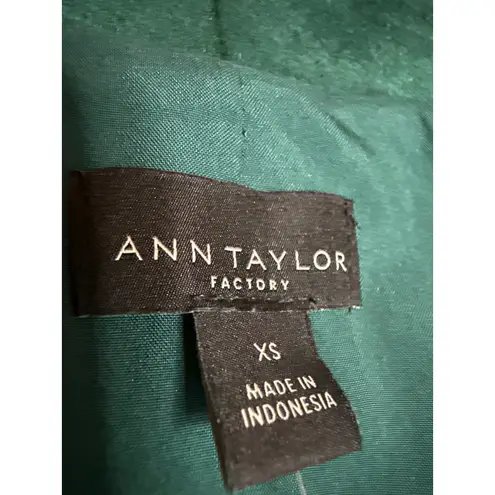 ANN TAYLOR
FACTORY
XS
MADE IN
INDONESIA